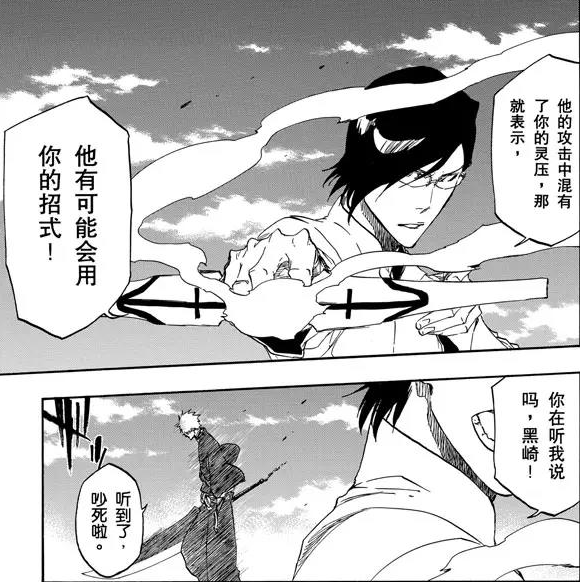 他的攻击中混有
了你的灵压，那
就表示，
他有可能会用
你的招式！
你在听我说
吗，黑崎！
听到了，
吵死啦。